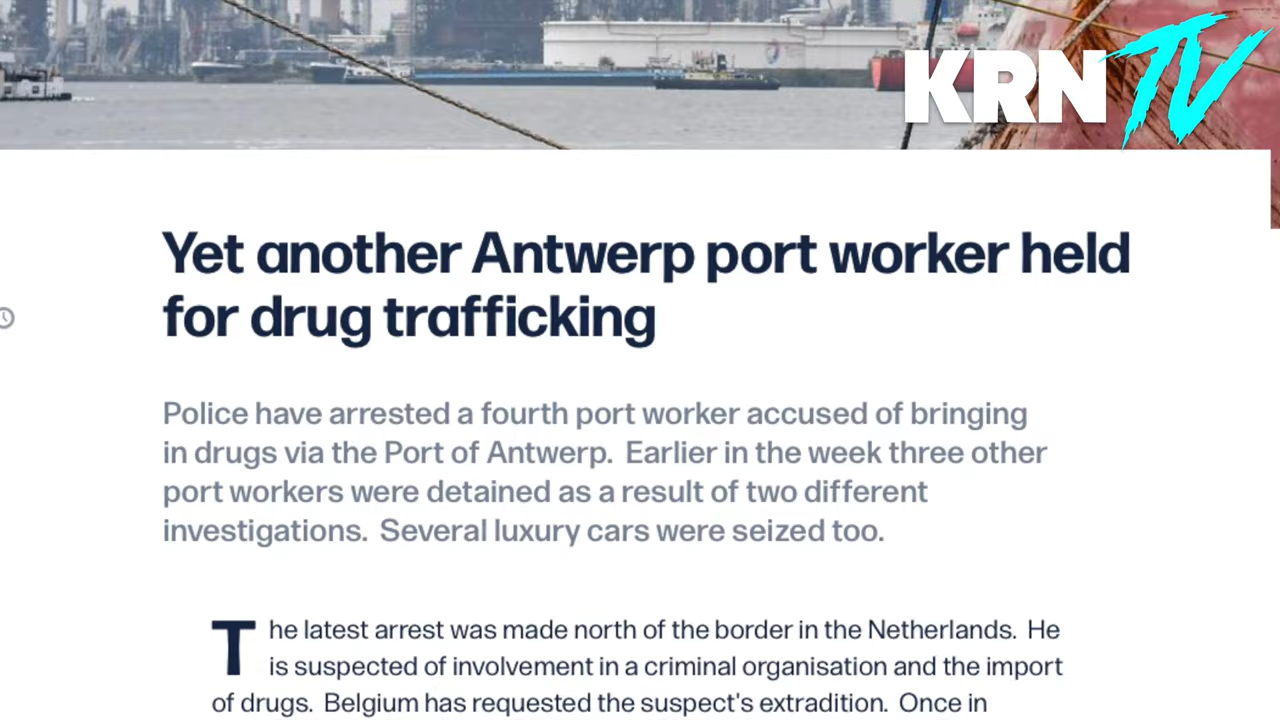 KRN TV
Yet another Antwerp port worker held
for drug trafficking
Police have arrested a fourth port worker accused of bringing
in drugs via the Port of Antwerp.  Earlier in the week three other
port workers were detained as a result of two different
investigations.  Several luxury cars were seized too.
The latest arrest was made north of the border in the Netherlands.  He
is suspected of involvement in a criminal organisation and the import
of drugs.  Belgium has requested the suspect's extradition.  Once in